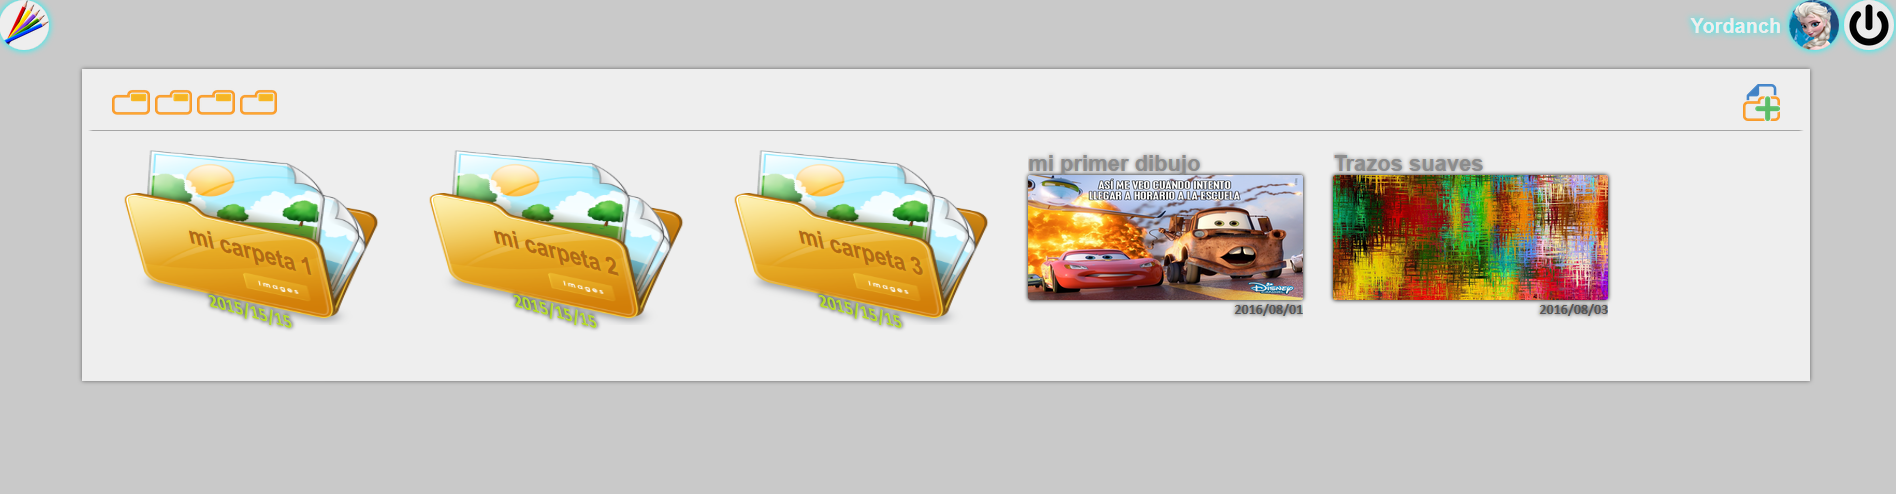 Yordanch
mi carpeta 1
images
2015/15/15
mi carpeta 2
images
2015/15/15
mi carpeta 3
images
2015/15/15
mi primer dibujo
ASÍ ME VEO CUANDO INTENTO
LLEGAR A HORARIO A LA ESCUELA
Disney
2016/08/01
Trazos suaves
2016/08/03